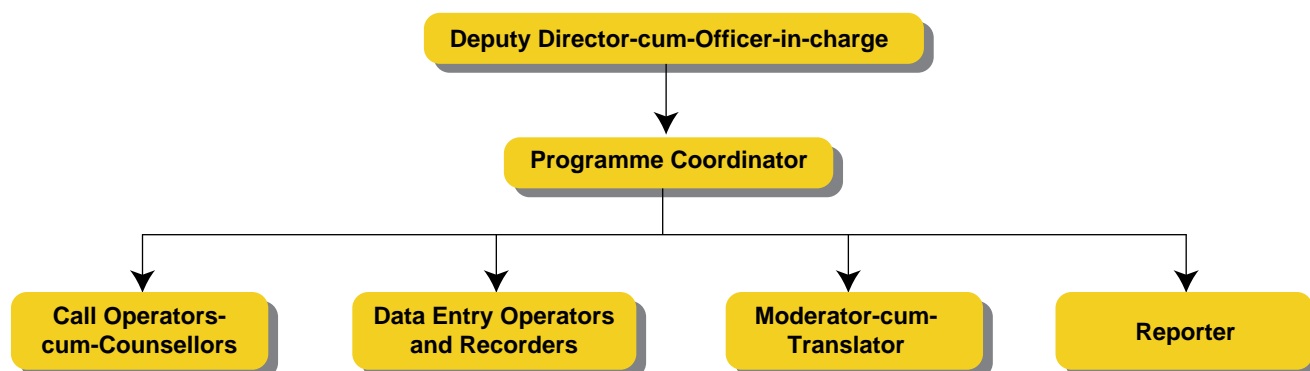 Deputy Director-cum-Officer-in-charge
Programme Coordinator
Call Operators-
cum-Counsellors
Data Entry Operators
and Recorders
Moderator-cum-
Translator
Reporter